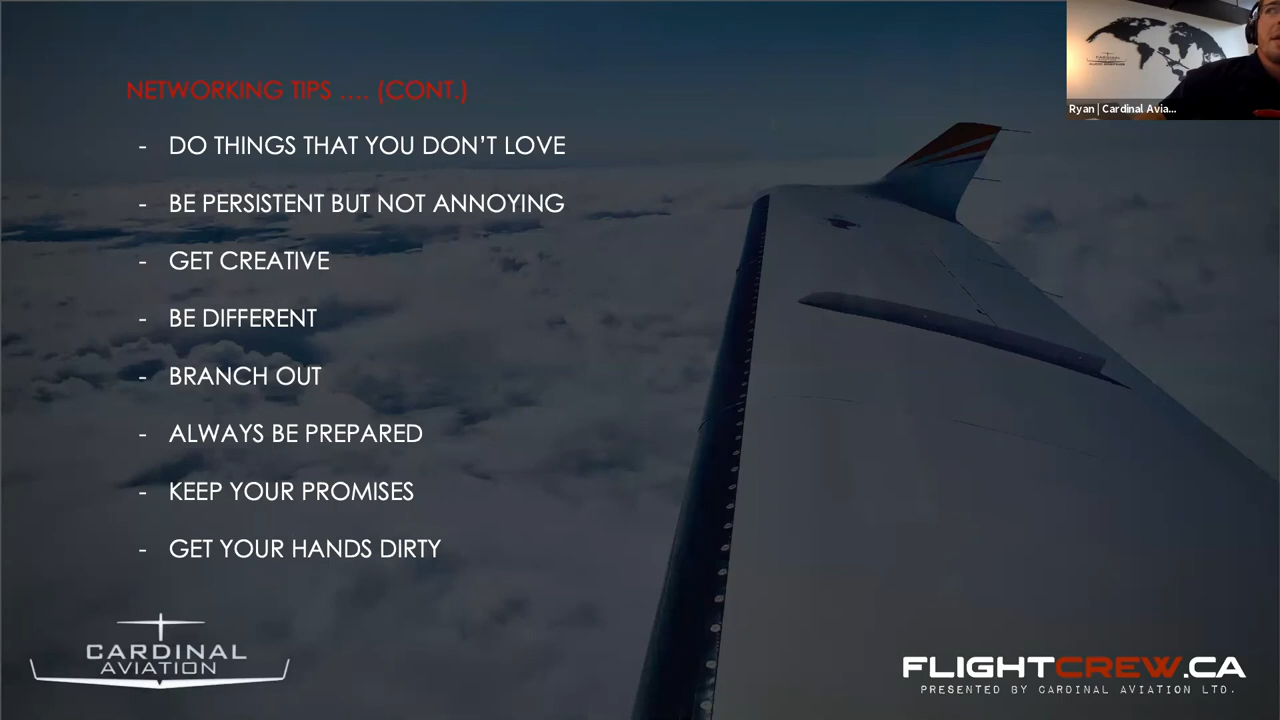 NETWORKING TIPS .... (CONT.)
- DO THINGS THAT YOU DON'T LOVE
- BE PERSISTENT BUT NOT ANNOYING
- GET CREATIVE
- BE DIFFERENT
- BRANCH OUT
- ALWAYS BE PREPARED
- KEEP YOUR PROMISES
- GET YOUR HANDS DIRTY
Ryan | Cardinal Avia...
CARDINAL
AVIATION
FLIGHTCREW.CA
PRESENTED BY CARDINAL AVIATION LTD.